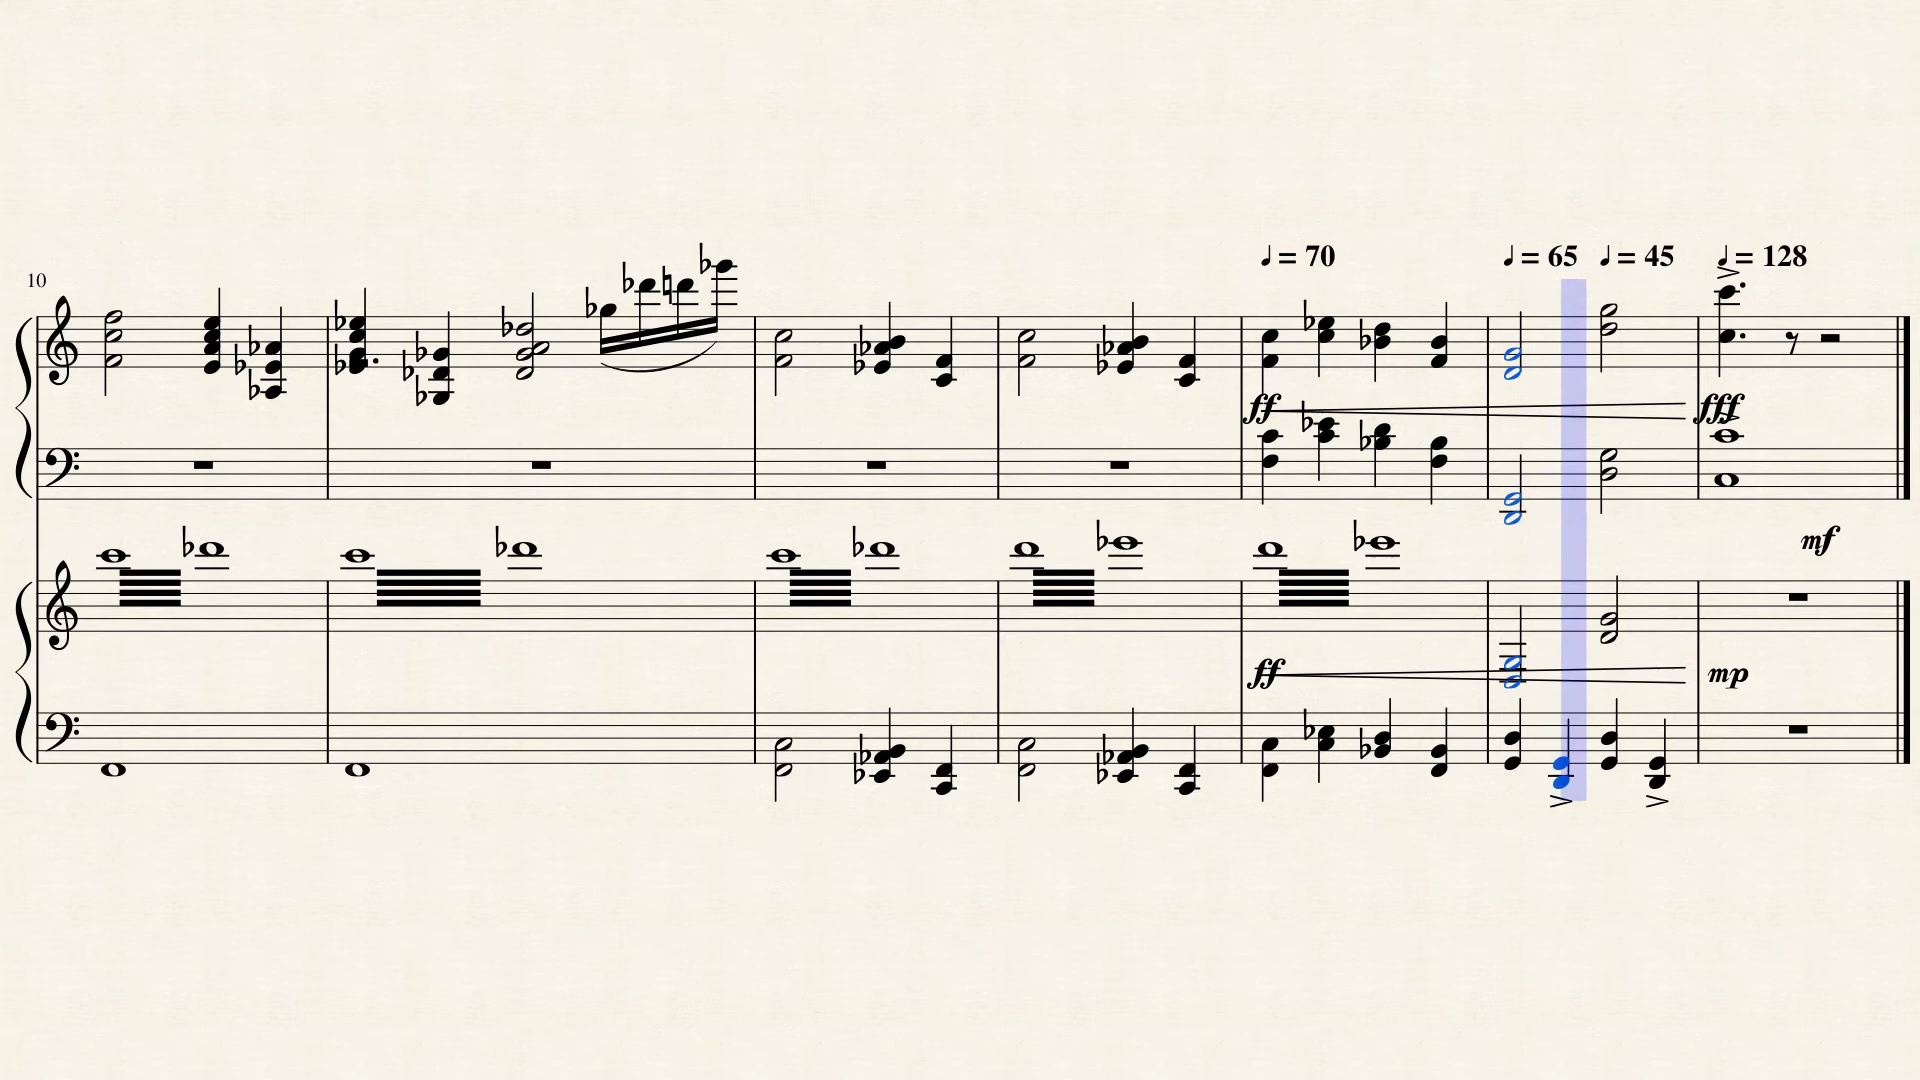 ♩ = 70 ♩ = 65 ♩ = 45 ♩ = 128
10
ff fff
mf
ff mp